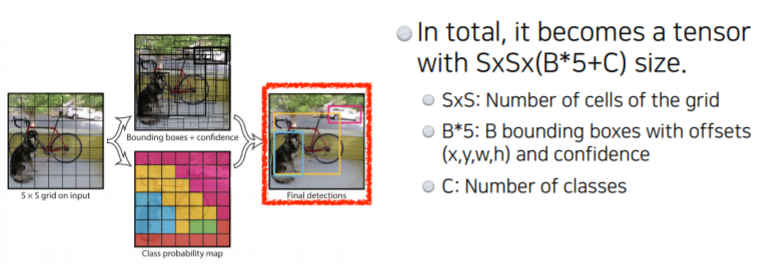 In total, it becomes a tensor
with SxSx(B*5+C) size.
SxS: Number of cells of the grid
B*5: B bounding boxes with offsets
(x,y,w,h) and confidence
C: Number of classes
S × S grid on input
Bounding boxes + confidence
Class probability map
Final detections